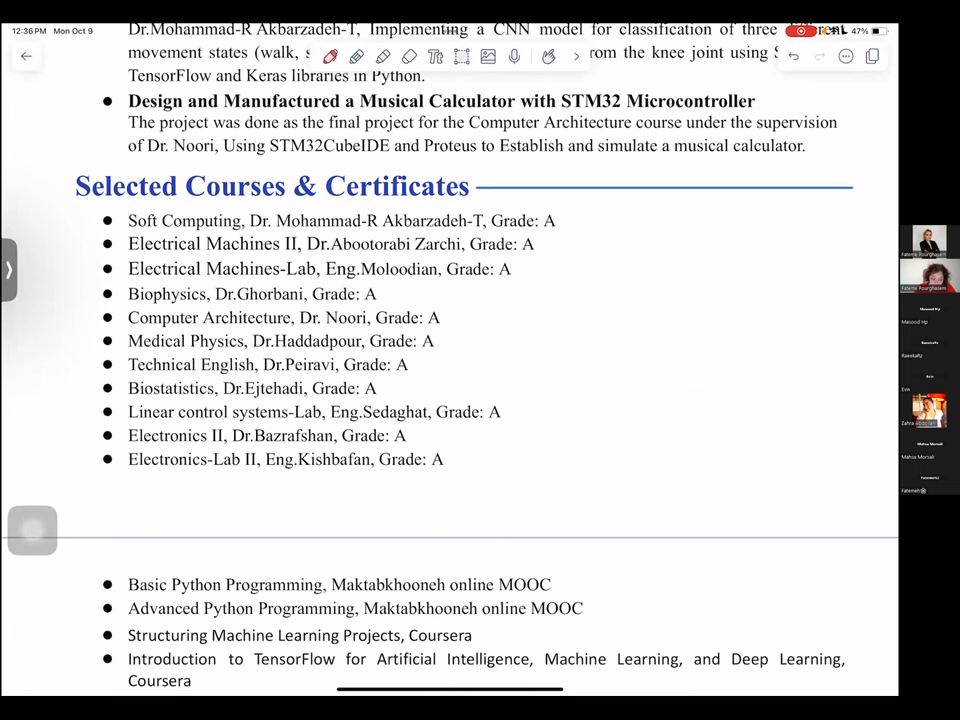 12:36 PM Mon Oct 9
47%
Dr.Mohammad-R Akbarzadeh-T, Implementing a CNN model for classification of three
movement states (walk, s from the knee joint using
TensorFlow and Keras libraries in Python.
● Design and Manufactured a Musical Calculator with STM32 Microcontroller
The project was done as the final project for the Computer Architecture course under the supervision
of Dr. Noori, Using STM32CubeIDE and Proteus to Establish and simulate a musical calculator.
Selected Courses & Certificates
● Soft Computing, Dr. Mohammad-R Akbarzadeh-T, Grade: A
● Electrical Machines II, Dr.Abootorabi Zarchi, Grade: A
● Electrical Machines-Lab, Eng.Moloodian, Grade: A
● Biophysics, Dr.Ghorbani, Grade: A
● Computer Architecture, Dr. Noori, Grade: A
● Medical Physics, Dr.Haddadpour, Grade: A
● Technical English, Dr.Peiravi, Grade: A
● Biostatistics, Dr.Ejtehadi, Grade: A
● Linear control systems-Lab, Eng.Sedaghat, Grade: A
● Electronics II, Dr.Bazrafshan, Grade: A
● Electronics-Lab II, Eng.Kishbafan, Grade: A
● Basic Python Programming, Maktabkhooneh online MOOC
● Advanced Python Programming, Maktabkhooneh online MOOC
● Structuring Machine Learning Projects, Coursera
● Introduction to TensorFlow for Artificial Intelligence, Machine Learning, and Deep Learning,
Coursera
Fateme Pourghasem
Fateme Pourghasem
Masood Hp
Masood Hp
Evin
Mahsa Morsali
Mahsa Morsali